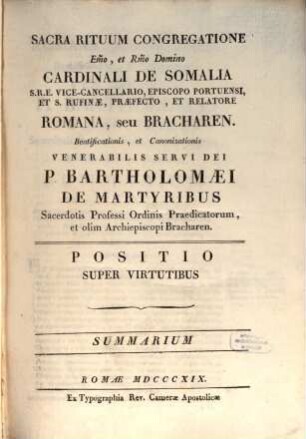 SACRA RITUUM CONGREGATIONE
Emo, et Rmo Domino
CARDINALI DE SOMALIA
S.R.E. VICE-CANCELLARIO, EPISCOPO PORTUENSI,
ET S. RUFINÆ, PRÆFECTO, ET RELATORE
ROMANA, seu BRACHAREN.
Beatificationis, et Canonizationis
VENERABILIS SERVI DEI
P. BARTHOLOMÆI
DE MARTYRIBUS
Sacerdotis Professi Ordinis Praedicatorum,
et olim Archiepiscopi Bracharen.
POSITIO
SUPER VIRTUTIBUS
SUMMARIUM
ROMAE MDCCCXIX.
Ex Typographia Rev. Cameræ Apostolicæ